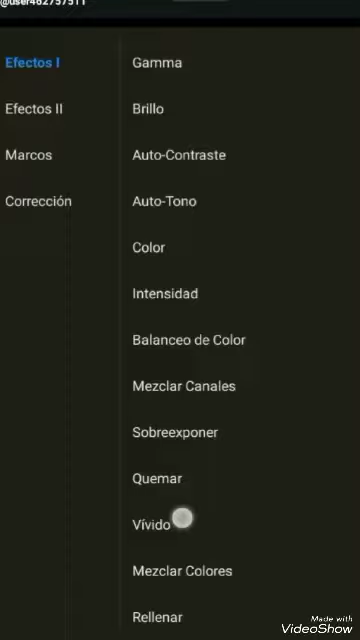 @user462757511
Efectos I
Efectos II
Marcos
Corrección
Gamma
Brillo
Auto-Contraste
Auto-Tono
Color
Intensidad
Balanceo de Color
Mezclar Canales
Sobreexponer
Quemar
Vívido
Mezclar Colores
Rellenar
Made with
VideoShow